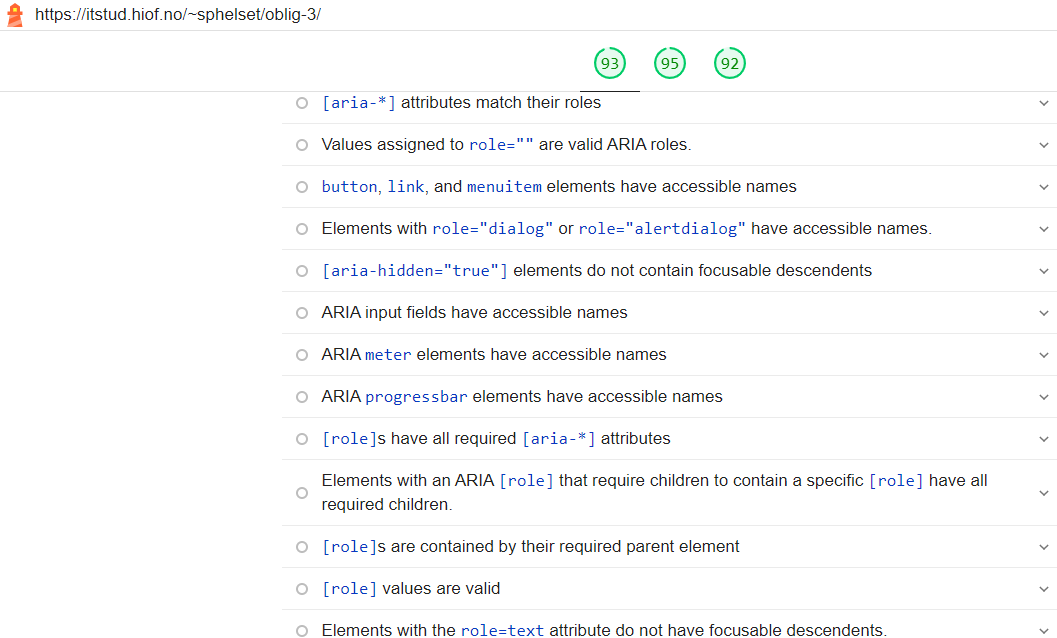 https://itstud.hiof.no/~sphelset/oblig-3/
93 95 92
[aria-*] attributes match their roles
Values assigned to role="" are valid ARIA roles.
button, link, and menuitem elements have accessible names
Elements with role="dialog" or role="alertdialog" have accessible names.
[aria-hidden="true"] elements do not contain focusable descendents
ARIA input fields have accessible names
ARIA meter elements have accessible names
ARIA progressbar elements have accessible names
[role]s have all required [aria-*] attributes
Elements with an ARIA [role] that require children to contain a specific [role] have all
required children.
[role]s are contained by their required parent element
[role] values are valid
Elements with the role=text attribute do not have focusable descendents.